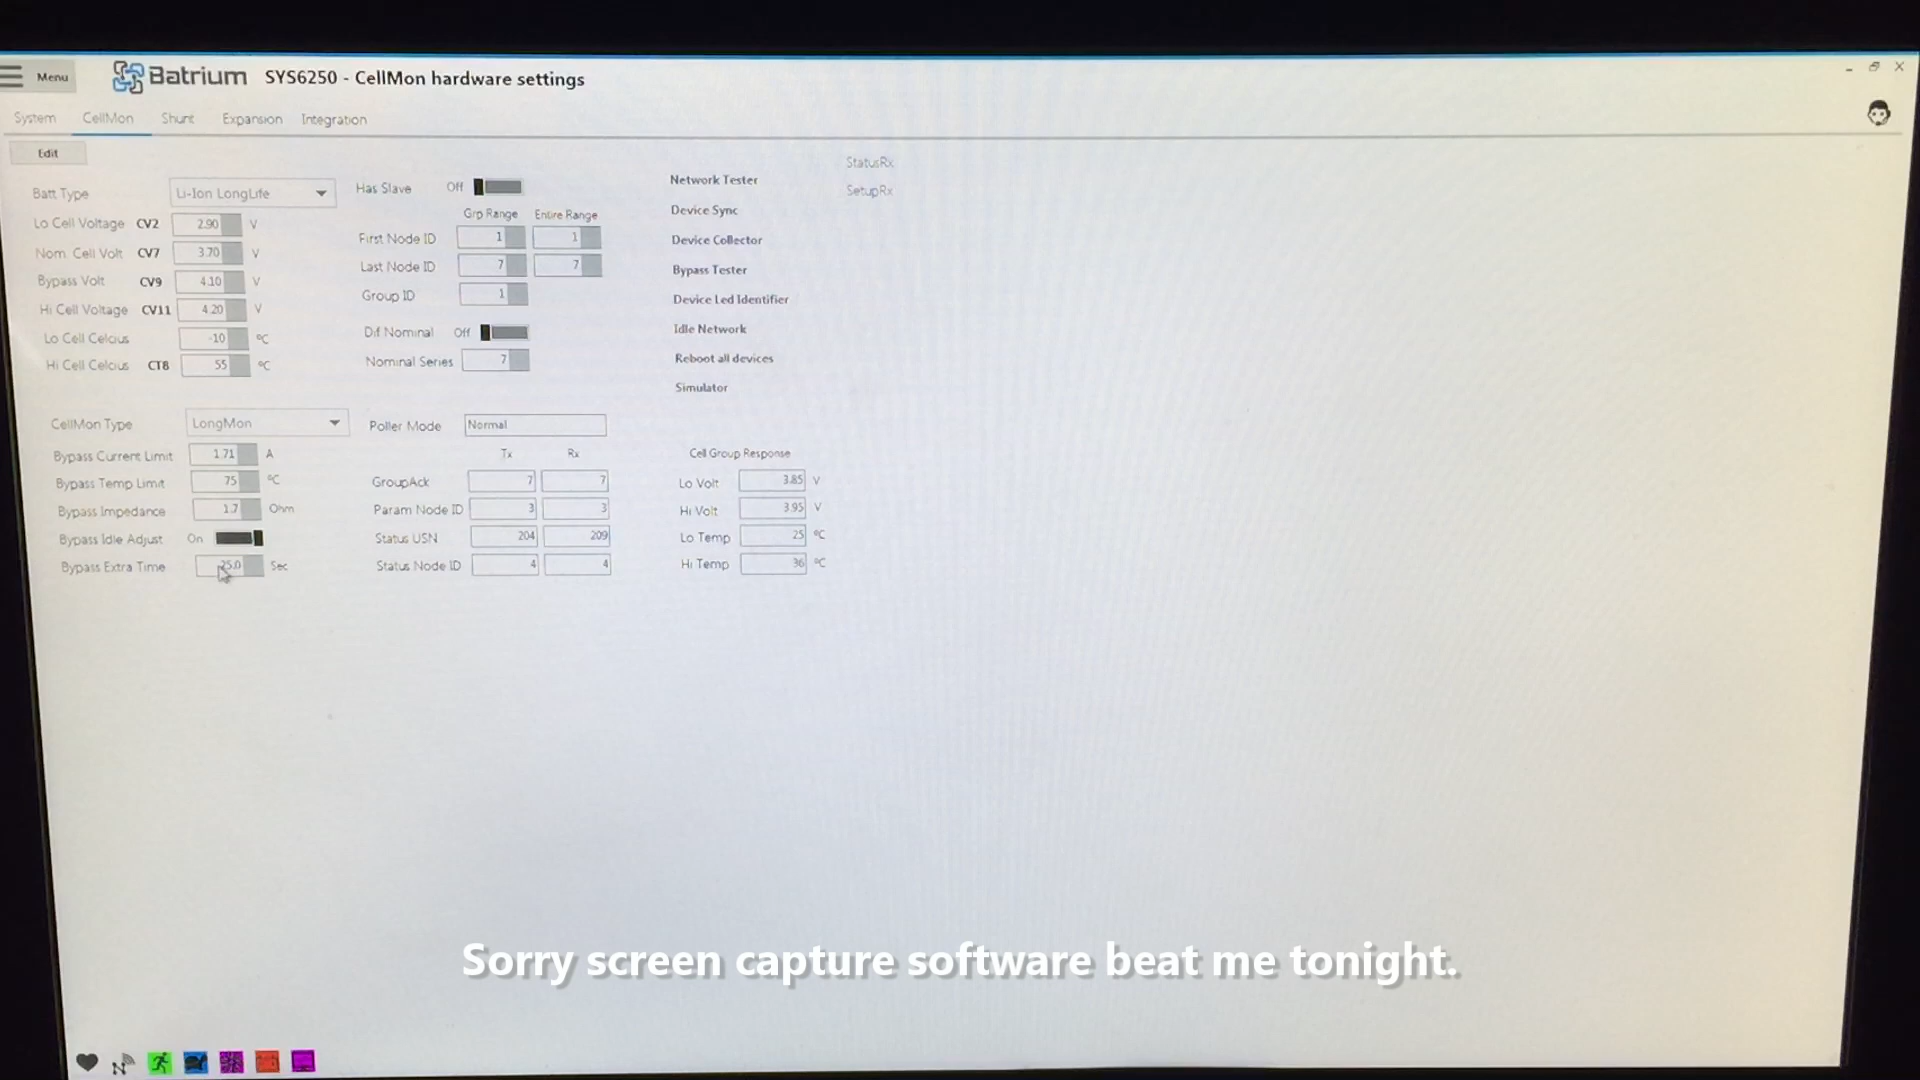 Menu Batrium SYS6250 - CellMon hardware settings
System CellMon Shunt Expansion Integration
Edit
Batt Type Li-Ion LongLife
Lo Cell Voltage CV2 2.90 V
Nom Cell Volt CV7 3.70 V
Bypass Volt CV9 4.10 V
Hi Cell Voltage CV11 4.20 V
Lo Cell Celcius -10 ºC
Hi Cell Celcius CT8 55 ºC
Has Slave Off
Grp Range Entire Range
First Node ID 1 1
Last Node ID 7 7
Group ID 1
Dif Nominal Off
Nominal Series 7
Network Tester
Device Sync
Device Collector
Bypass Tester
Device Led Identifier
Idle Network
Reboot all devices
Simulator
StatusRx
SetupRx
CellMon Type LongMon
Bypass Current Limit 1.71 A
Bypass Temp Limit 75 ºC
Bypass Impedance 1.7 Ohm
Bypass Idle Adjust On
Bypass Extra Time 25.0 Sec
Poller Mode Normal
Tx Rx
GroupAck 7 7
Param Node ID 3 3
Status USN 204 209
Status Node ID 4 4
Cell Group Response
Lo Volt 3.85 V
Hi Volt 3.95 V
Lo Temp 25 ºC
Hi Temp 36 ºC
Sorry screen capture software beat me tonight.